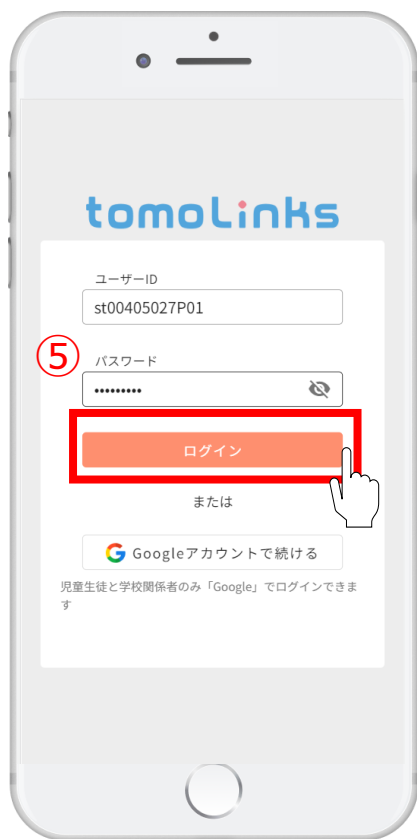 tomoLinks
ユーザーID
st00405027P01
⑤
パスワード
•••••••••
ログイン
または
Googleアカウントで続ける
児童生徒と学校関係者のみ「Google」でログインできま
す